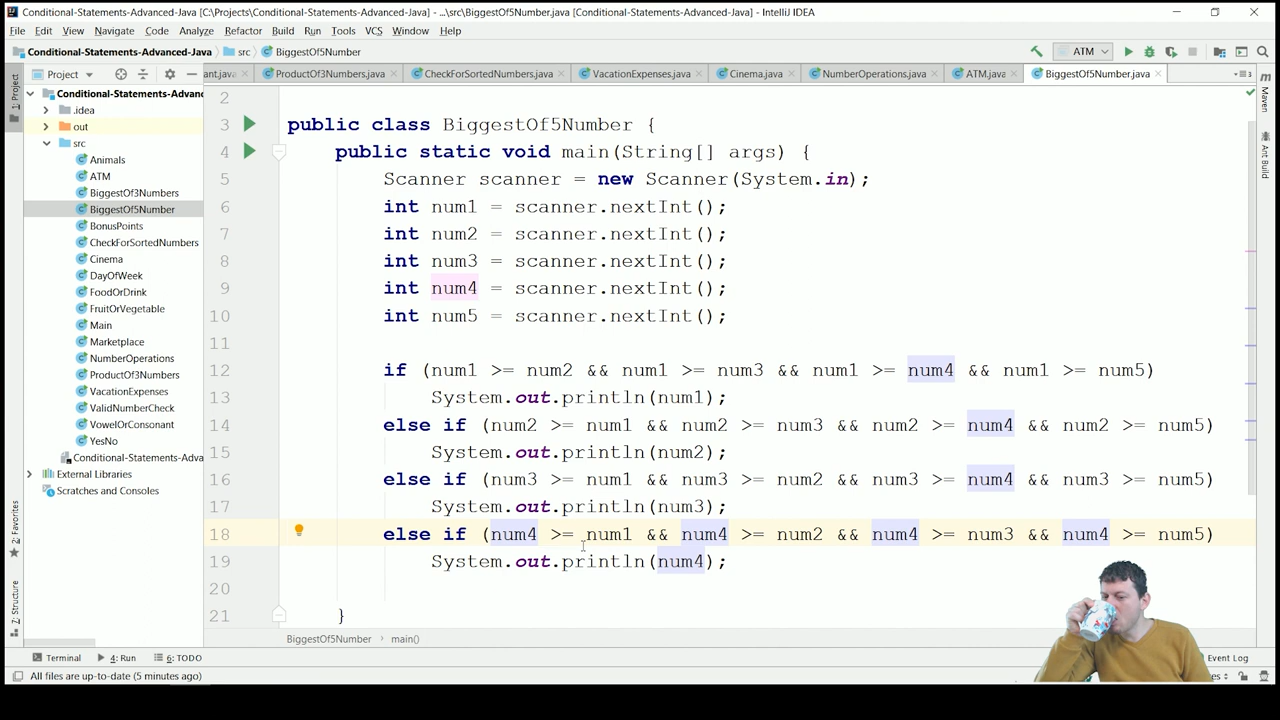 Conditional-Statements-Advanced-Java [C:\Projects\Conditional-Statements-Advanced-Java] - ...\src\BiggestOf5Number.java [Conditional-Statements-Advanced-Java] - IntelliJ IDEA
File Edit View Navigate Code Analyze Refactor Build Run Tools VCS Window Help
Conditional-Statements-Advanced-Java src BiggestOf5Number ATM
1: Project
Project
ant.java ProductOf3Numbers.java CheckForSortedNumbers.java VacationExpenses.java Cinema.java NumberOperations.java ATM.java BiggestOf5Number.java
Conditional-Statements-Advanc
.idea
out
src
Animals
ATM
BiggestOf3Numbers
BiggestOf5Number
BonusPoints
CheckForSortedNumbers
Cinema
DayOfWeek
FoodOrDrink
FruitOrVegetable
Main
Marketplace
NumberOperations
ProductOf3Numbers
VacationExpenses
ValidNumberCheck
VowelOrConsonant
YesNo
Conditional-Statements-Adva
External Libraries
Scratches and Consoles
2: Favorites
7: Structure
2
3 public class BiggestOf5Number {
4 public static void main(String[] args) {
5 Scanner scanner = new Scanner(System.in);
6 int num1 = scanner.nextInt();
7 int num2 = scanner.nextInt();
8 int num3 = scanner.nextInt();
9 int num4 = scanner.nextInt();
10 int num5 = scanner.nextInt();
11
12 if (num1 >= num2 && num1 >= num3 && num1 >= num4 && num1 >= num5)
13 System.out.println(num1);
14 else if (num2 >= num1 && num2 >= num3 && num2 >= num4 && num2 >= num5)
15 System.out.println(num2);
16 else if (num3 >= num1 && num3 >= num2 && num3 >= num4 && num3 >= num5)
17 System.out.println(num3);
18 else if (num4 >= num1 && num4 >= num2 && num4 >= num3 && num4 >= num5)
19 System.out.println(num4);
20
21 }
BiggestOf5Number main()
Maven
Ant Build
Terminal 4: Run 6: TODO Event Log
All files are up-to-date (5 minutes ago)